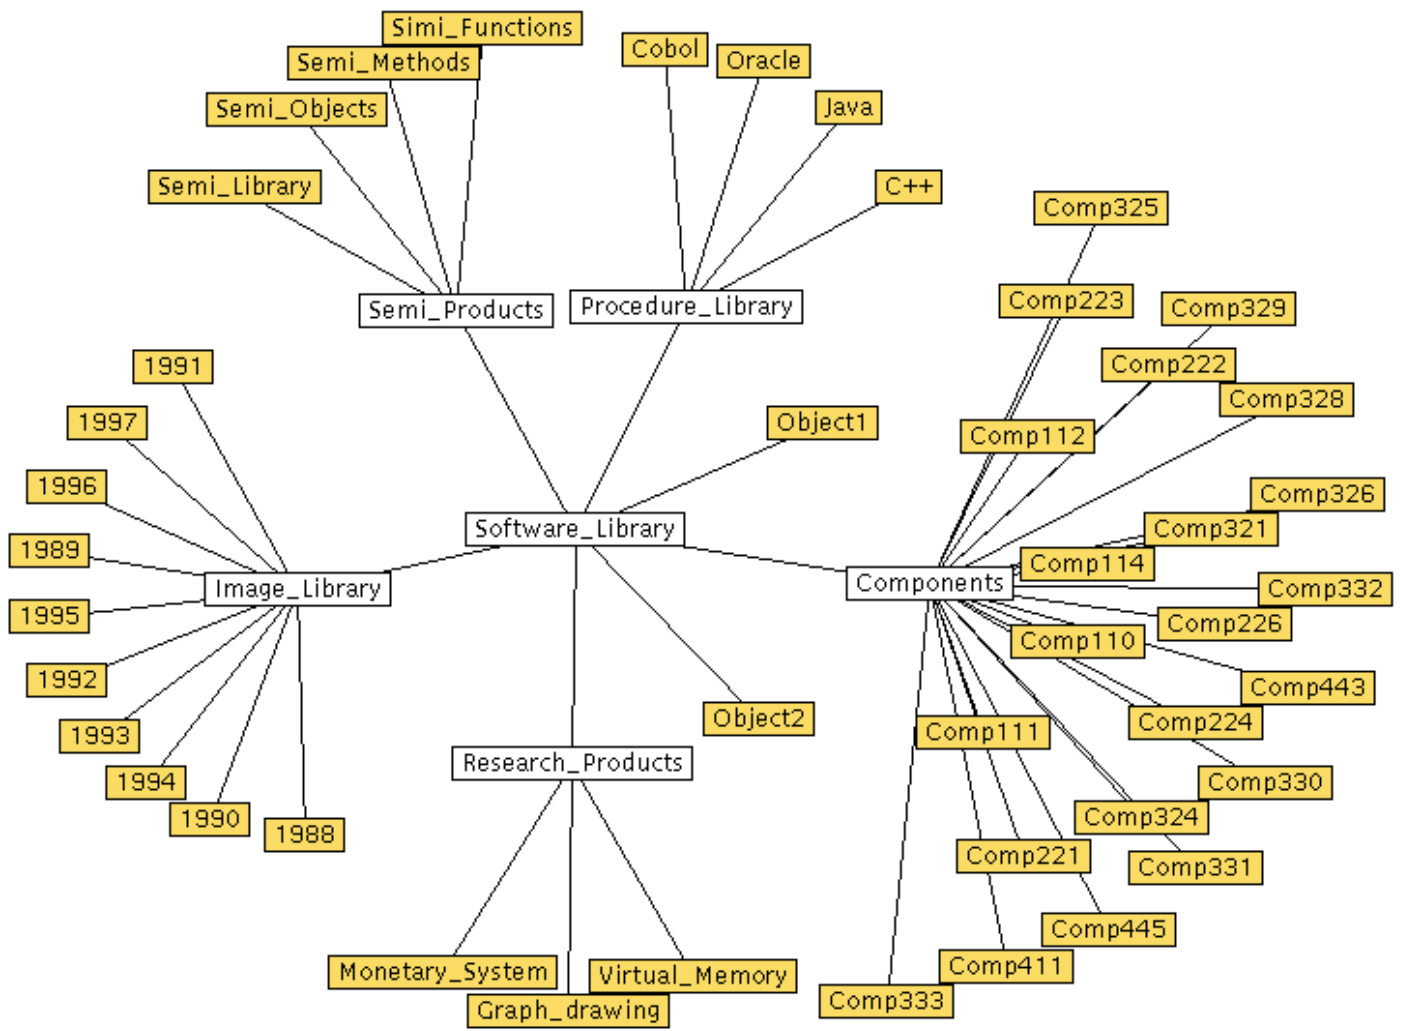 Simi_Functions
Semi_Methods
Semi_Objects
Semi_Library
Cobol
Oracle
Java
C++
Semi_Products
Procedure_Library
Comp325
Comp223
Comp329
Comp222
Comp328
Comp112
Comp326
Comp321
Comp114
Comp332
Comp226
Comp110
Comp443
Comp224
Comp111
Comp330
Comp324
Comp221
Comp331
Comp445
Comp411
Comp333
Components
Object1
Software_Library
Object2
1991
1997
1996
1989
Image_Library
1995
1992
1993
1994
1990
1988
Research_Products
Monetary_System
Virtual_Memory
Graph_drawing